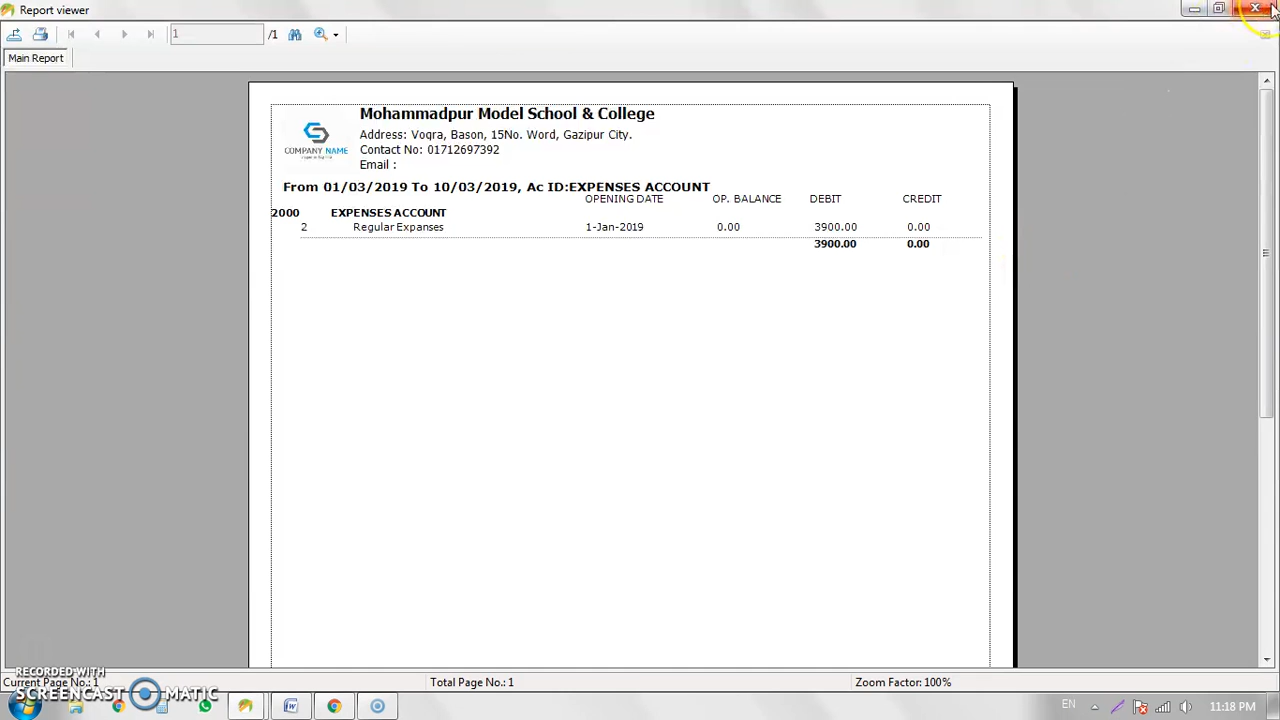 Report viewer
1 /1
Main Report
Mohammadpur Model School & College
Address: Vogra, Bason, 15No. Word, Gazipur City.
COMPANY NAME
Contact No: 01712697392
Email :
From 01/03/2019 To 10/03/2019, Ac ID:EXPENSES ACCOUNT
OPENING DATE OP. BALANCE DEBIT CREDIT
2000 EXPENSES ACCOUNT
2 Regular Expanses 1-Jan-2019 0.00 3900.00 0.00
3900.00 0.00
RECORDED WITH
Current Page No.: 1 Total Page No.: 1 Zoom Factor: 100%
SCREENCAST MATIC
EN 11:18 PM